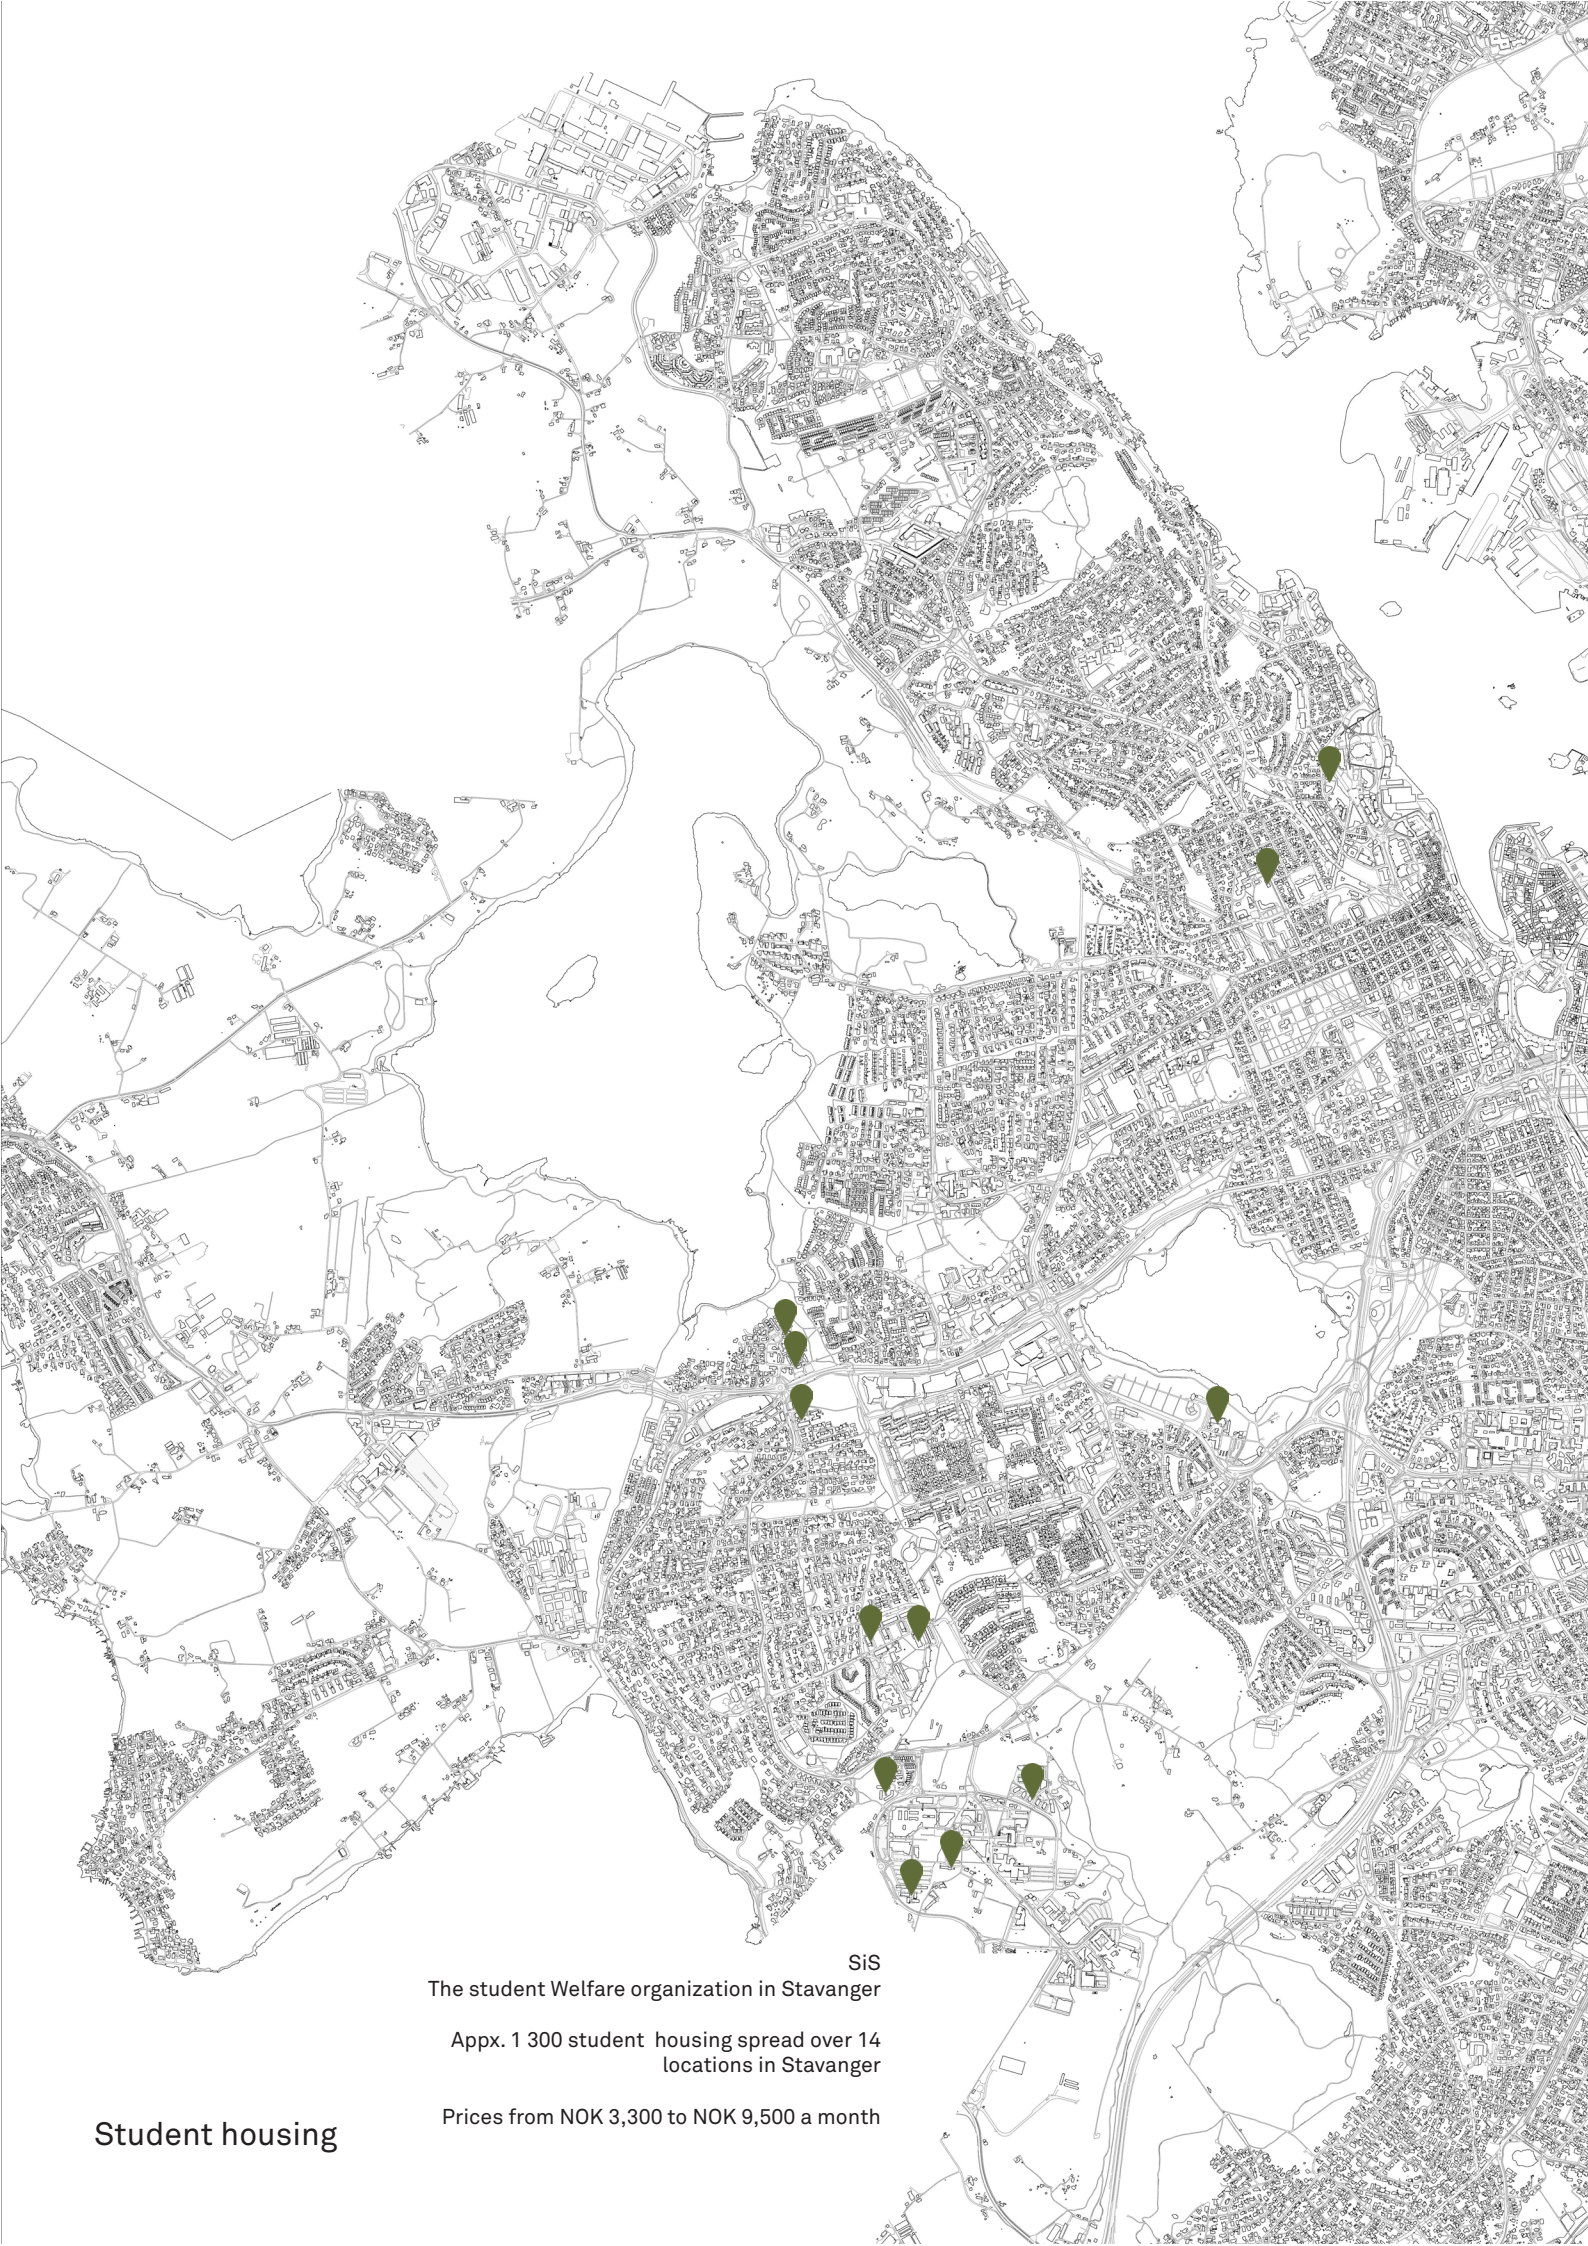 SiS
The student Welfare organization in Stavanger
Appx. 1 300 student  housing spread over 14
locations in Stavanger
Prices from NOK 3,300 to NOK 9,500 a month
Student housing